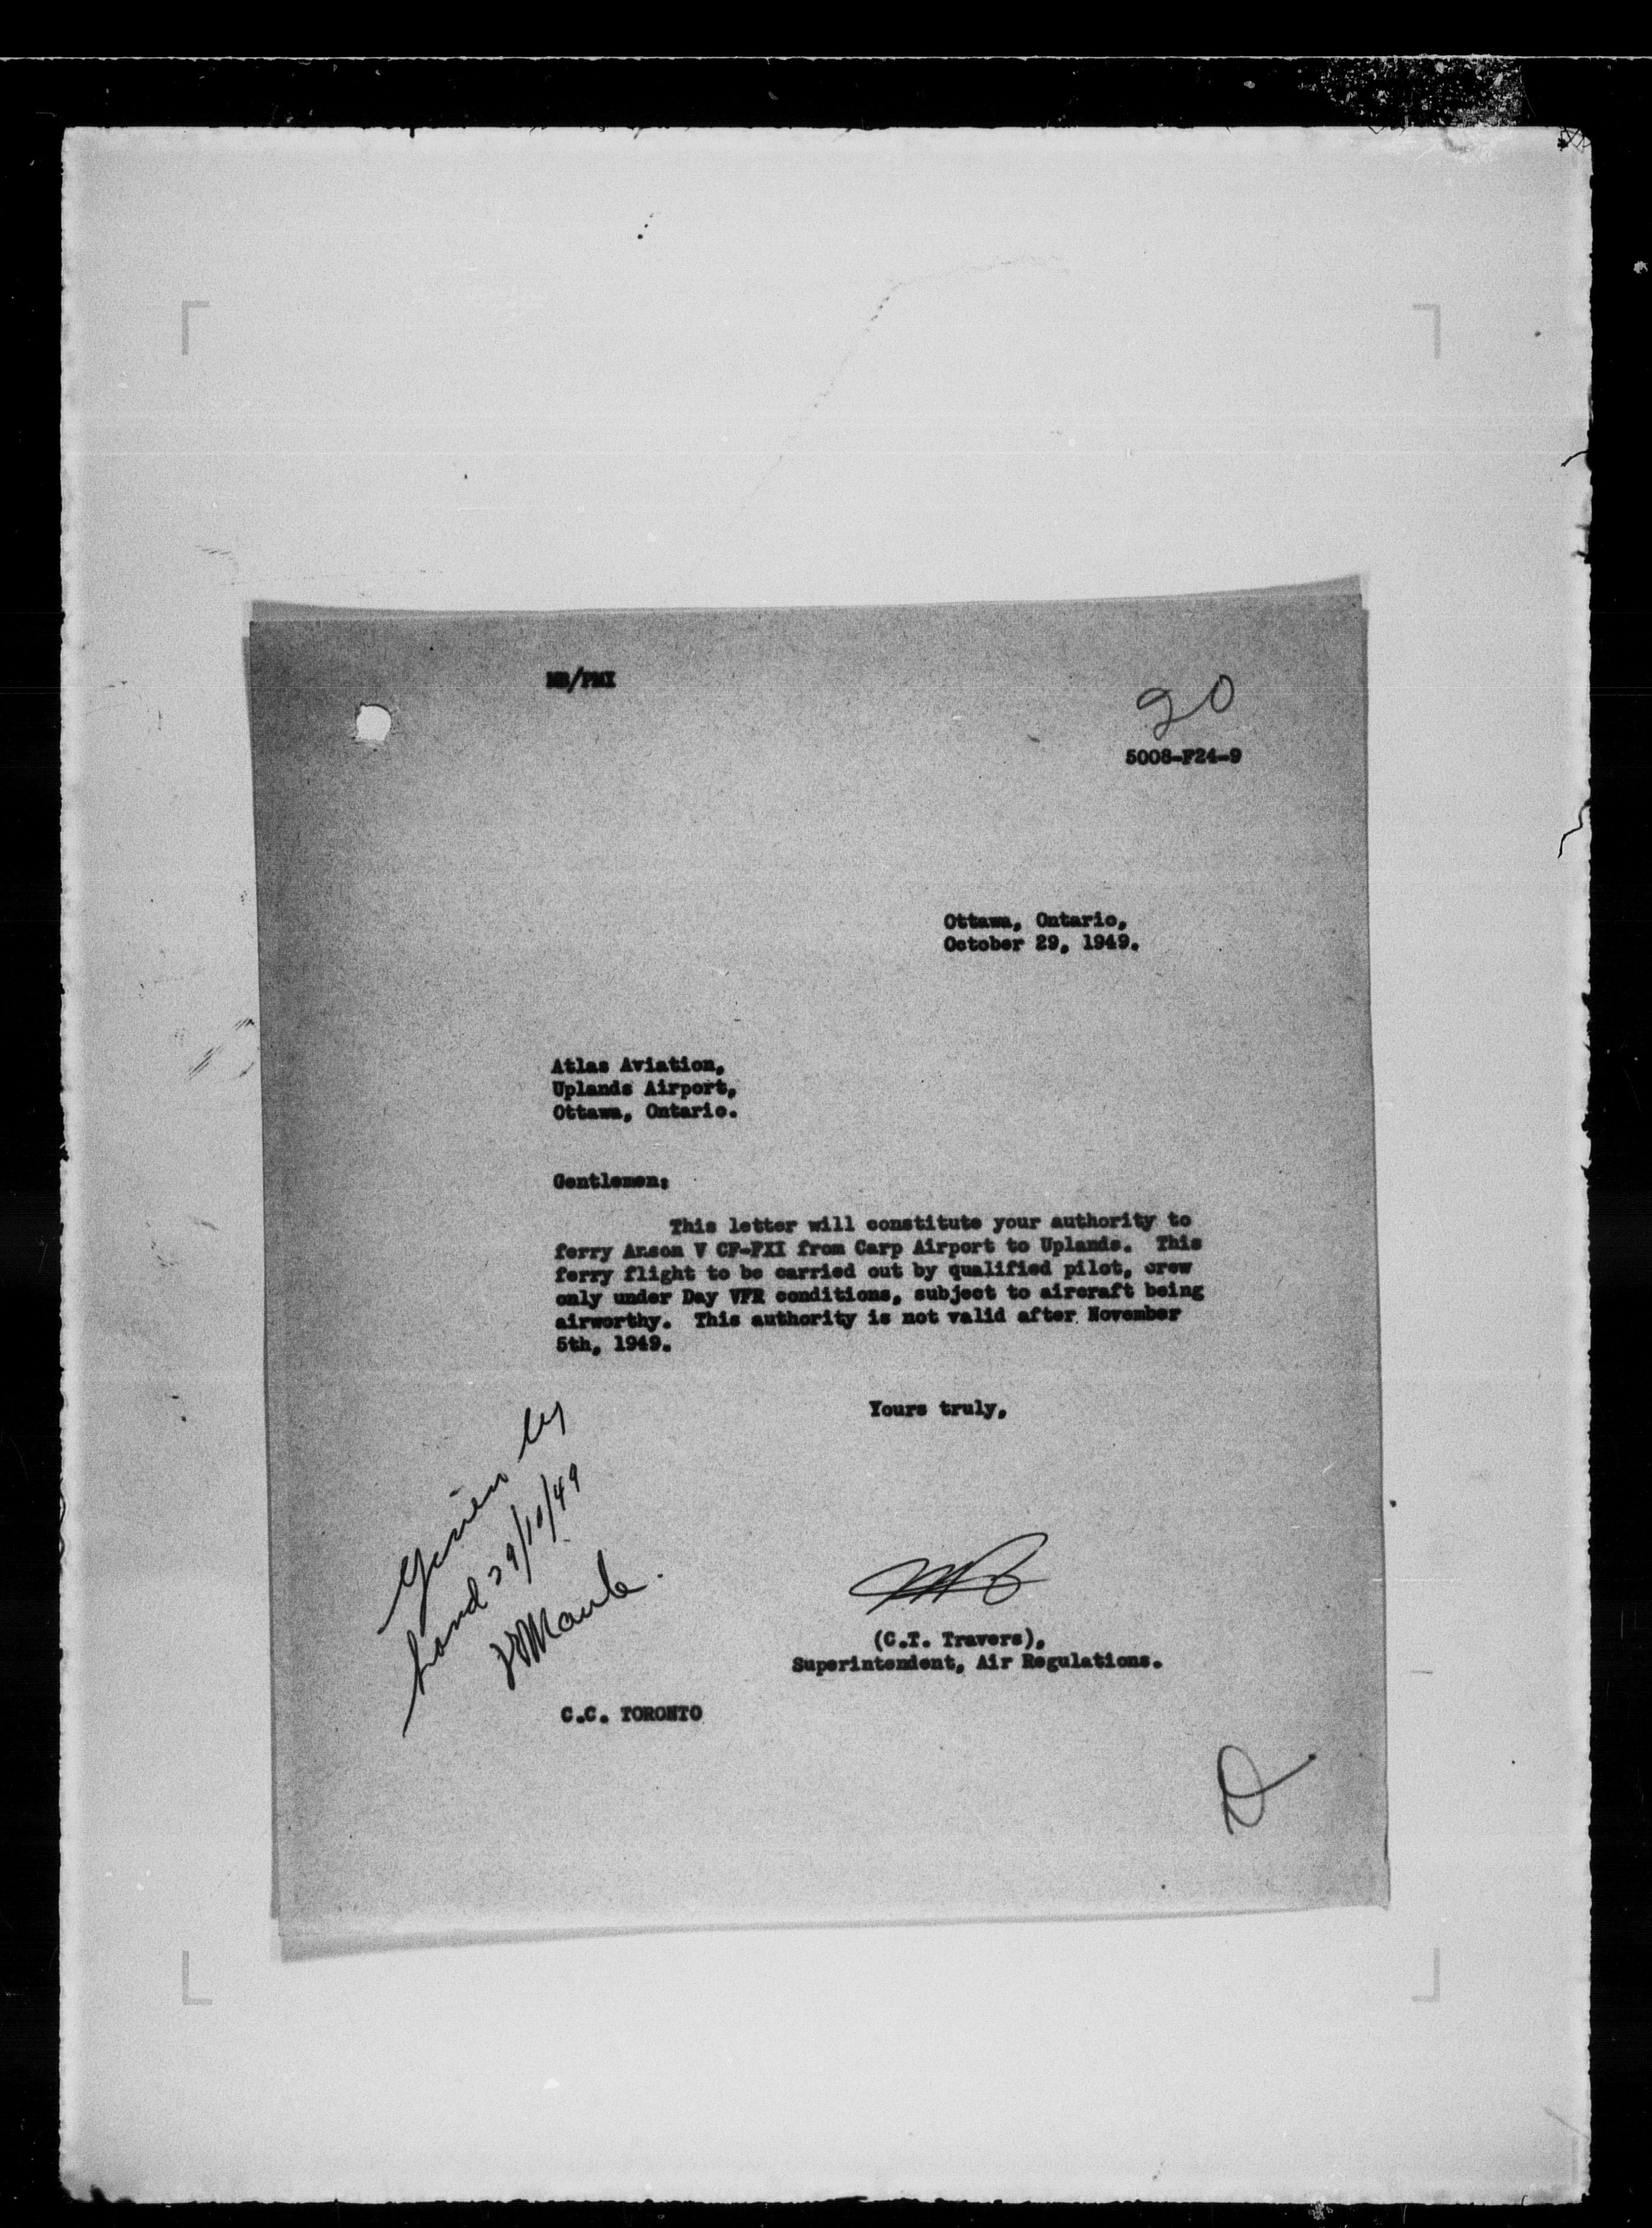 MB/PMI
20
5008-F24-9
Ottawa, Ontario,
October 29, 1949.
Atlas Aviation,
Uplands Airport,
Ottawa, Ontario.
Gentlemen:
This letter will constitute your authority to
ferry Anson V CF-FXI from Carp Airport to Uplands. This
ferry flight to be carried out by qualified pilot, crew
only under Day VFR conditions, subject to aircraft being
airworthy. This authority is not valid after November
5th, 1949.
Yours truly,
Given by
hand 29/10/49
(C.T. Travers),
Superintendent, Air Regulations.
C.C. TORONTO
D